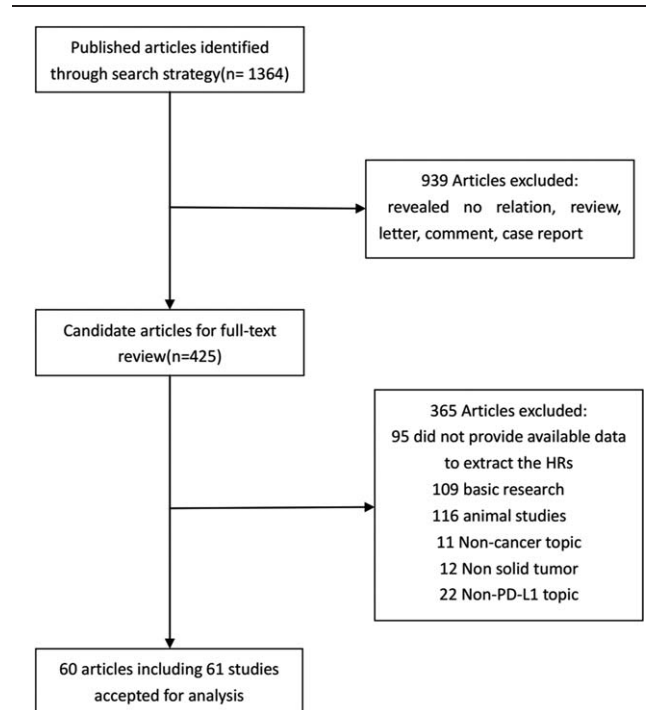 Published articles identified
through search strategy(n= 1364)
939 Articles excluded:
revealed no relation, review,
letter, comment, case report
Candidate articles for full-text
review(n=425)
365 Articles excluded:
95 did not provide available data
to extract the HRs
109 basic research
116 animal studies
11 Non-cancer topic
12 Non solid tumor
22 Non-PD-L1 topic
60 articles including 61 studies
accepted for analysis